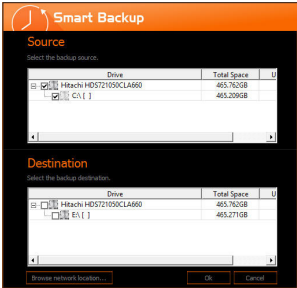 Smart Backup
Source
Select the backup source.
Drive Total Space U
Hitachi HDS721050CLA660 465.762GB
C:\ [ ] 465.209GB
Destination
Select the backup destination.
Drive Total Space U
Hitachi HDS721050CLA660 465.762GB
E:\ [ ] 465.271GB
Browse network location... Ok Cancel